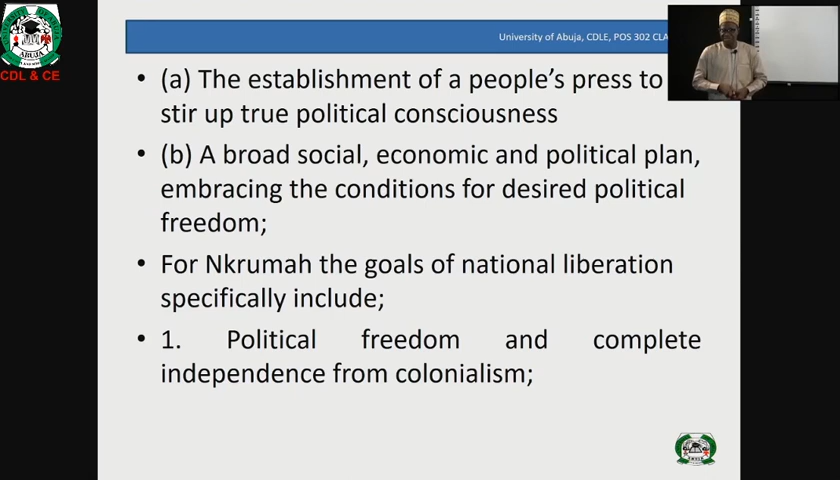 University of Abuja, CDLE, POS 302 CLA
ABUJA
CDL & CE
• (a) The establishment of a people's press to
stir up true political consciousness
• (b) A broad social, economic and political plan,
embracing the conditions for desired political
freedom;
• For Nkrumah the goals of national liberation
specifically include;
• 1. Political freedom and complete
independence from colonialism;